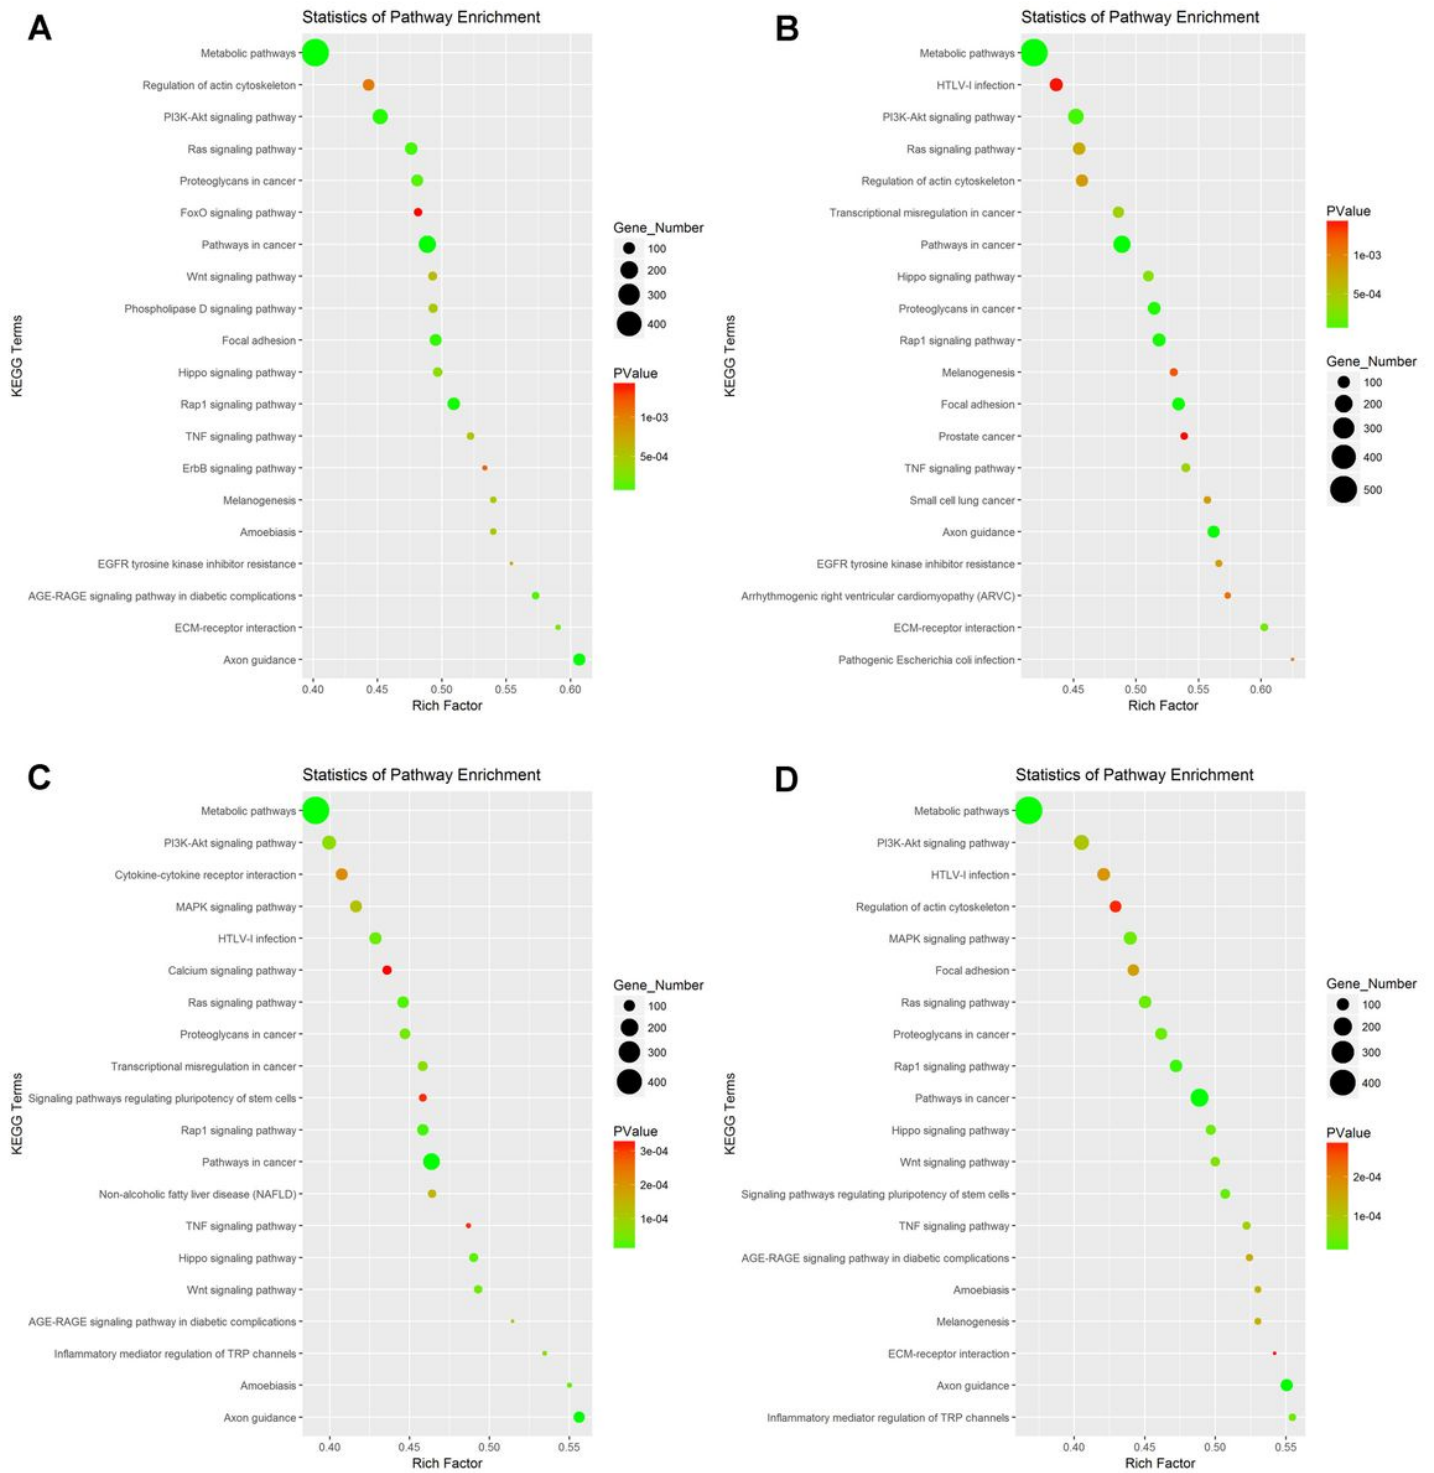 A
Statistics of Pathway Enrichment
KEGG Terms
Metabolic pathways
Regulation of actin cytoskeleton
PI3K-Akt signaling pathway
Ras signaling pathway
Proteoglycans in cancer
FoxO signaling pathway
Pathways in cancer
Wnt signaling pathway
Phospholipase D signaling pathway
Focal adhesion
Hippo signaling pathway
Rap1 signaling pathway
TNF signaling pathway
ErbB signaling pathway
Melanogenesis
Amoebiasis
EGFR tyrosine kinase inhibitor resistance
AGE-RAGE signaling pathway in diabetic complications
ECM-receptor interaction
Axon guidance
0.40 0.45 0.50 0.55 0.60
Rich Factor
Gene_Number
100
200
300
400
PValue
1e-03
5e-04
B
Statistics of Pathway Enrichment
KEGG Terms
Metabolic pathways
HTLV-I infection
PI3K-Akt signaling pathway
Ras signaling pathway
Regulation of actin cytoskeleton
Transcriptional misregulation in cancer
Pathways in cancer
Hippo signaling pathway
Proteoglycans in cancer
Rap1 signaling pathway
Melanogenesis
Focal adhesion
Prostate cancer
TNF signaling pathway
Small cell lung cancer
Axon guidance
EGFR tyrosine kinase inhibitor resistance
Arrhythmogenic right ventricular cardiomyopathy (ARVC)
ECM-receptor interaction
Pathogenic Escherichia coli infection
0.45 0.50 0.55 0.60
Rich Factor
PValue
1e-03
5e-04
Gene_Number
100
200
300
400
500
C
Statistics of Pathway Enrichment
KEGG Terms
Metabolic pathways
PI3K-Akt signaling pathway
Cytokine-cytokine receptor interaction
MAPK signaling pathway
HTLV-I infection
Calcium signaling pathway
Ras signaling pathway
Proteoglycans in cancer
Transcriptional misregulation in cancer
Signaling pathways regulating pluripotency of stem cells
Rap1 signaling pathway
Pathways in cancer
Non-alcoholic fatty liver disease (NAFLD)
TNF signaling pathway
Hippo signaling pathway
Wnt signaling pathway
AGE-RAGE signaling pathway in diabetic complications
Inflammatory mediator regulation of TRP channels
Amoebiasis
Axon guidance
0.40 0.45 0.50 0.55
Rich Factor
Gene_Number
100
200
300
400
PValue
3e-04
2e-04
1e-04
D
Statistics of Pathway Enrichment
KEGG Terms
Metabolic pathways
PI3K-Akt signaling pathway
HTLV-I infection
Regulation of actin cytoskeleton
MAPK signaling pathway
Focal adhesion
Ras signaling pathway
Proteoglycans in cancer
Rap1 signaling pathway
Pathways in cancer
Hippo signaling pathway
Wnt signaling pathway
Signaling pathways regulating pluripotency of stem cells
TNF signaling pathway
AGE-RAGE signaling pathway in diabetic complications
Amoebiasis
Melanogenesis
ECM-receptor interaction
Axon guidance
Inflammatory mediator regulation of TRP channels
0.40 0.45 0.50 0.55
Rich Factor
Gene_Number
100
200
300
400
PValue
2e-04
1e-04